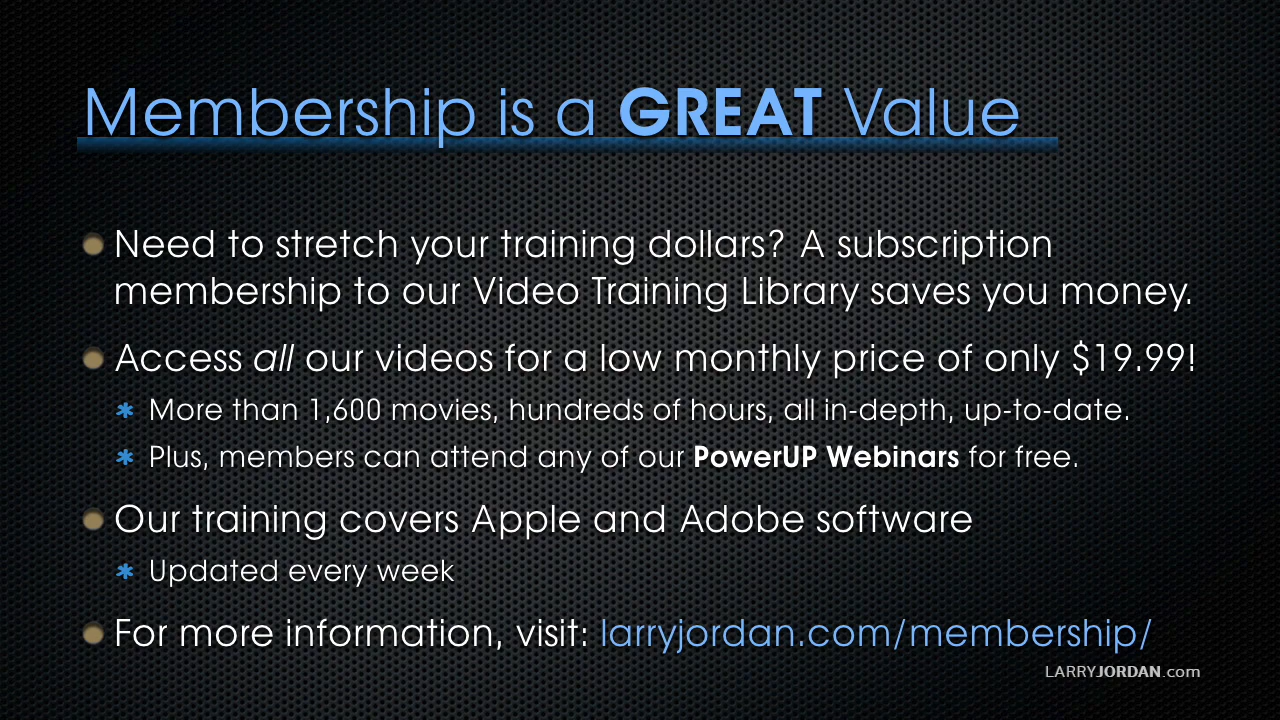 Membership is a GREAT Value
Need to stretch your training dollars? A subscription
membership to our Video Training Library saves you money.
Access all our videos for a low monthly price of only $19.99!
More than 1,600 movies, hundreds of hours, all in-depth, up-to-date.
Plus, members can attend any of our PowerUP Webinars for free.
Our training covers Apple and Adobe software
Updated every week
For more information, visit: larryjordan.com/membership/
LARRYJORDAN.com